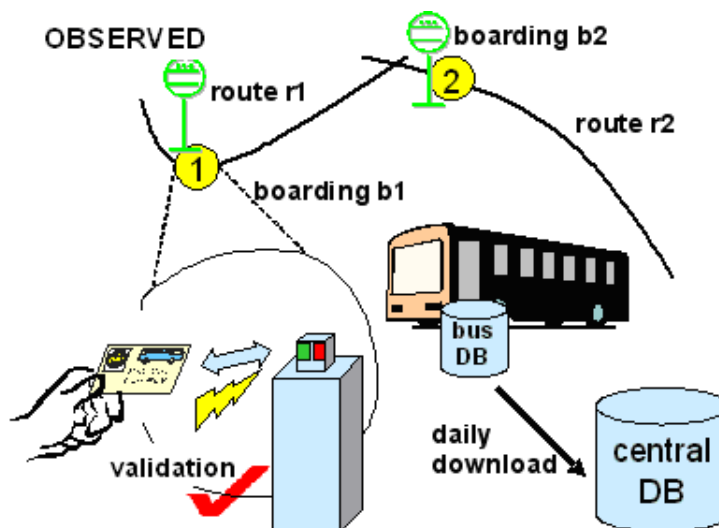 OBSERVED
boarding b2
route r1
2
route r2
1
boarding b1
bus
DB
validation
daily
download
central
DB